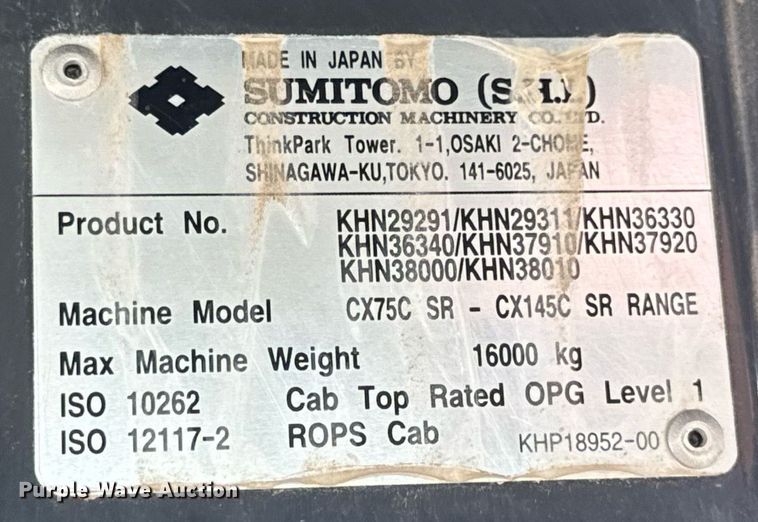 MADE IN JAPAN BY
SUMITOMO (S.H.I.)
CONSTRUCTION MACHINERY CO., LTD.
ThinkPark Tower. 1-1,OSAKI 2-CHOME,
SHINAGAWA-KU,TOKYO. 141-6025, JAPAN
Product No. KHN29291/KHN29311/KHN36330
KHN36340/KHN37910/KHN37920
KHN38000/KHN38010
Machine Model CX75C SR - CX145C SR RANGE
Max Machine Weight 16000 kg
ISO 10262 Cab Top Rated OPG Level 1
ISO 12117-2 ROPS Cab
KHP18952-00
Purple Wave Auction